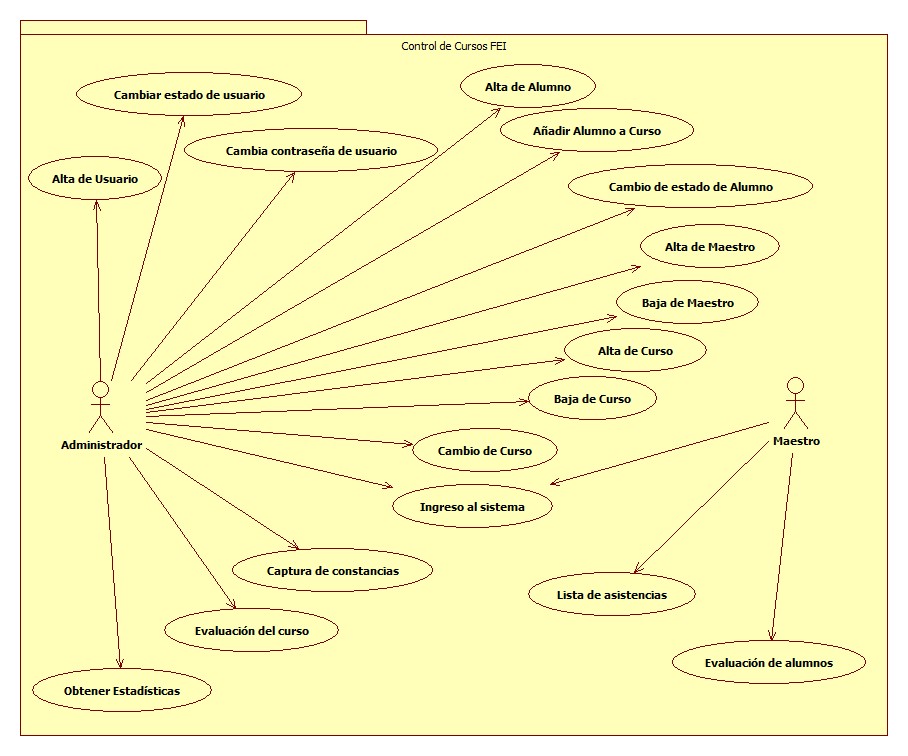 Control de Cursos FEI
Cambiar estado de usuario
Alta de Alumno
Añadir Alumno a Curso
Cambia contraseña de usuario
Alta de Usuario
Cambio de estado de Alumno
Alta de Maestro
Baja de Maestro
Alta de Curso
Baja de Curso
Administrador
Maestro
Cambio de Curso
Ingreso al sistema
Captura de constancias
Lista de asistencias
Evaluación del curso
Evaluación de alumnos
Obtener Estadísticas